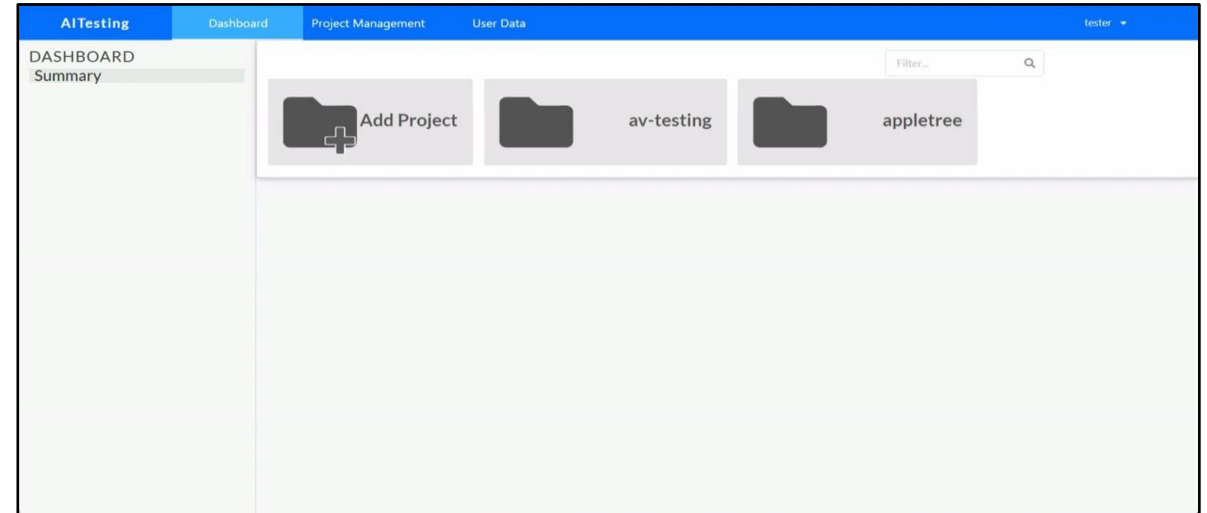 AITesting Dashboard Project Management User Data tester
DASHBOARD
Summary
Filter...
Add Project av-testing appletree